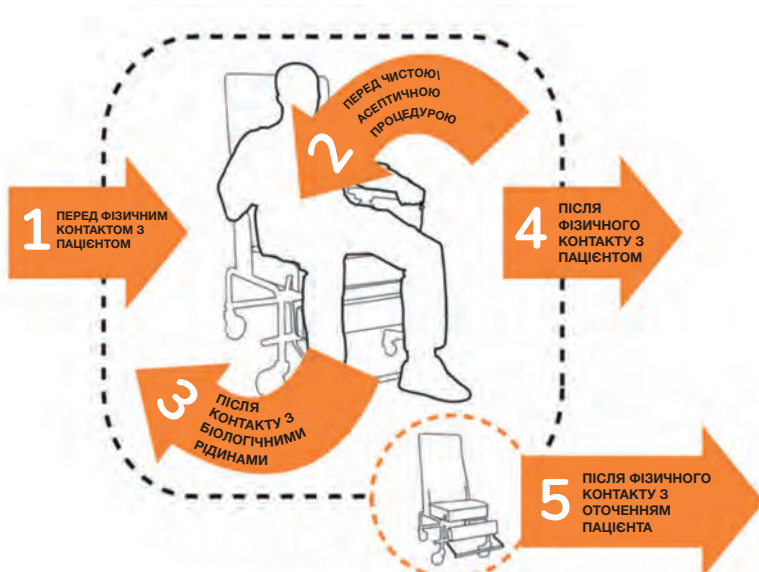 1 ПЕРЕД ФІЗИЧНИМ
КОНТАКТОМ З
ПАЦІЄНТОМ
2 ПЕРЕД ЧИСТОЮ\
АСЕПТИЧНОЮ
ПРОЦЕДУРОЮ
3 ПІСЛЯ
КОНТАКТУ З
БІОЛОГІЧНИМИ
РІДИНАМИ
4 ПІСЛЯ
ФІЗИЧНОГО
КОНТАКТУ З
ПАЦІЄНТОМ
5 ПІСЛЯ ФІЗИЧНОГО
КОНТАКТУ З
ОТОЧЕННЯМ
ПАЦІЄНТА